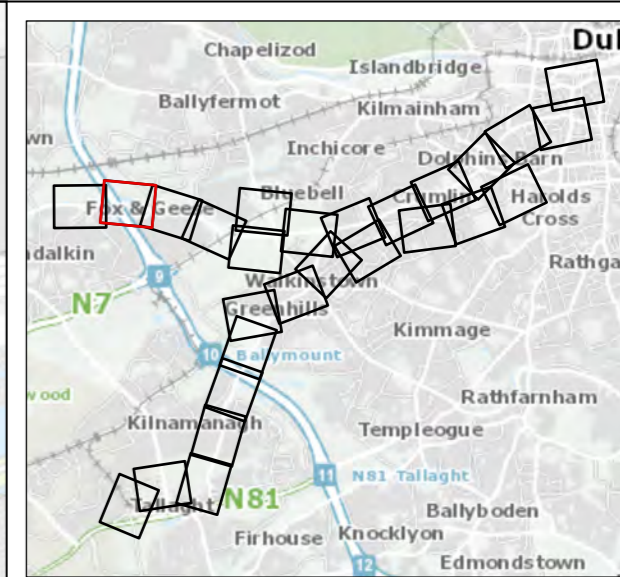 Dul
Chapelizod
Islandbridge
Ballyfermot
Kilmainham
wn
Inchicore
Dolphins Barn
Bluebell
Crumlin
Harolds
Cross
Fox & Geese
ndalkin
Rathga
Walkinstown
9
N7
Greenhills
Kimmage
10
Ballymount
wood
Rathfarnham
Kilnamanagh
Templeogue
11
N81 Tallaght
Tallaght
N81
Ballyboden
Firhouse
Knocklyon
12
Edmondstown